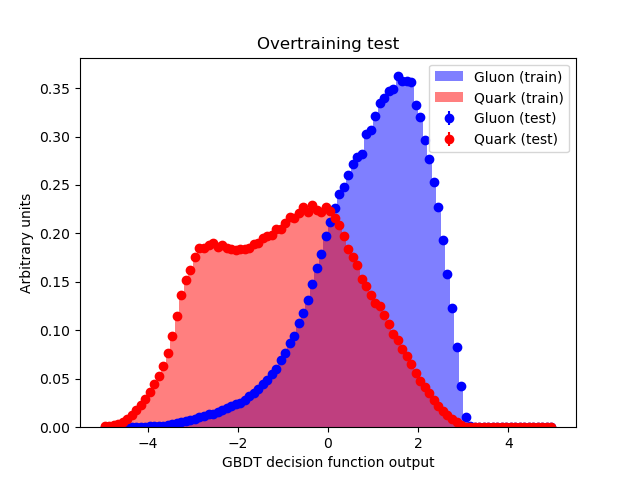 Overtraining test
Gluon (train)
Quark (train)
Gluon (test)
Quark (test)
Arbitrary units
0.35
0.30
0.25
0.20
0.15
0.10
0.05
0.00
−4
−2
0
2
4
GBDT decision function output